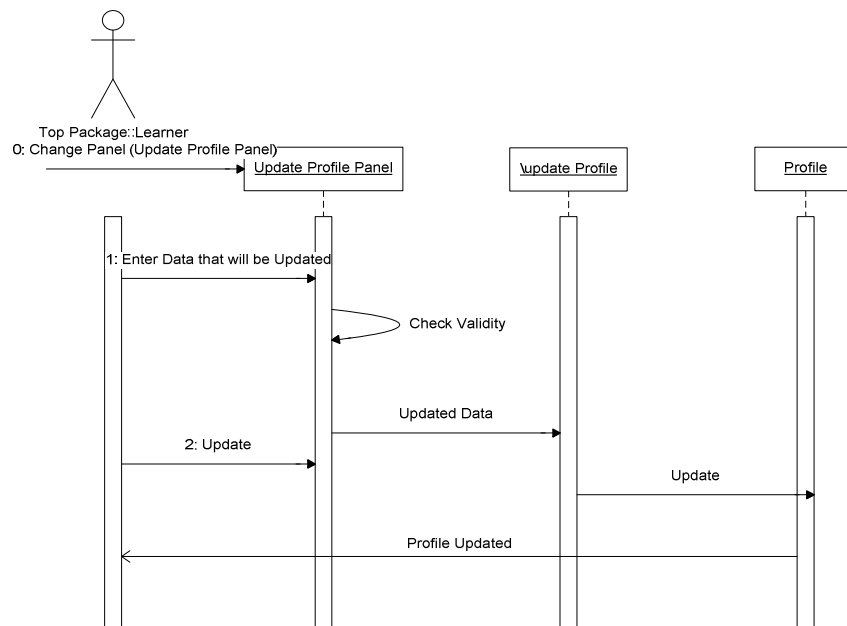 Top Package::Learner
0: Change Panel (Update Profile Panel)
Update Profile Panel
\update Profile
Profile
1: Enter Data that will be Updated
Check Validity
Updated Data
2: Update
Update
Profile Updated